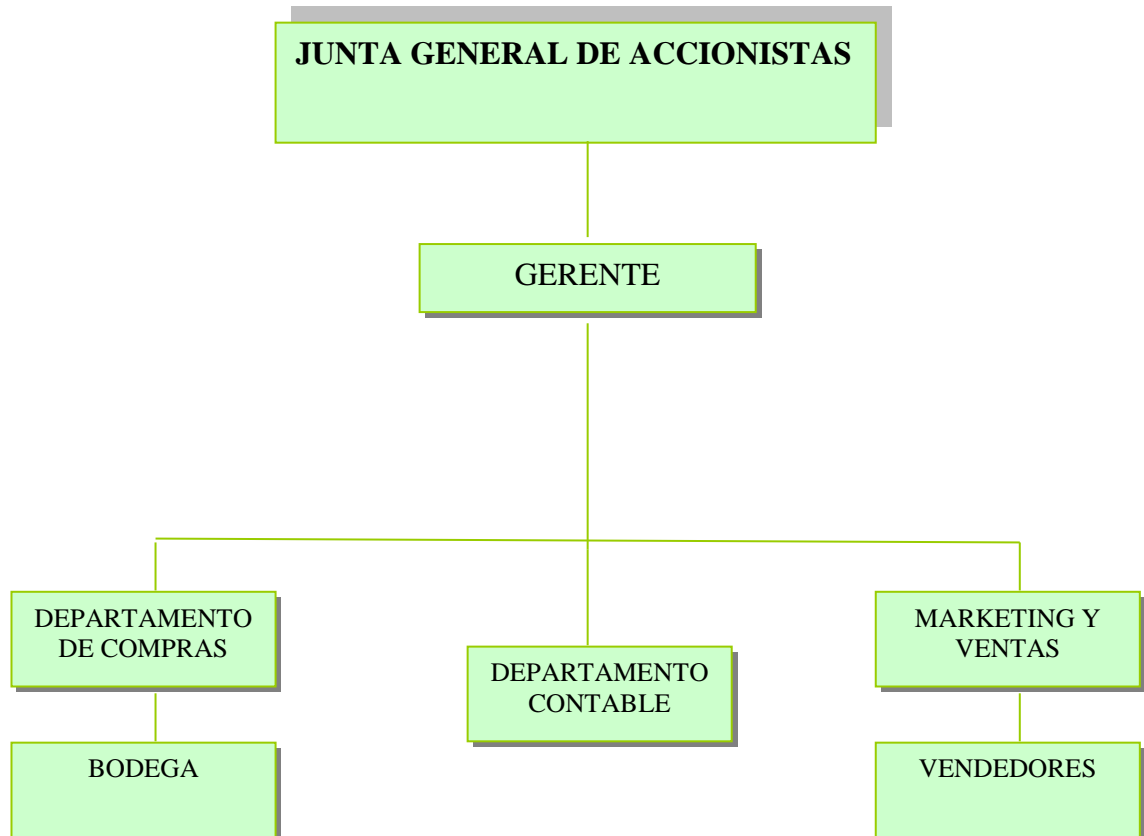 JUNTA GENERAL DE ACCIONISTAS
GERENTE
DEPARTAMENTO
DE COMPRAS
DEPARTAMENTO
CONTABLE
MARKETING Y
VENTAS
BODEGA
VENDEDORES